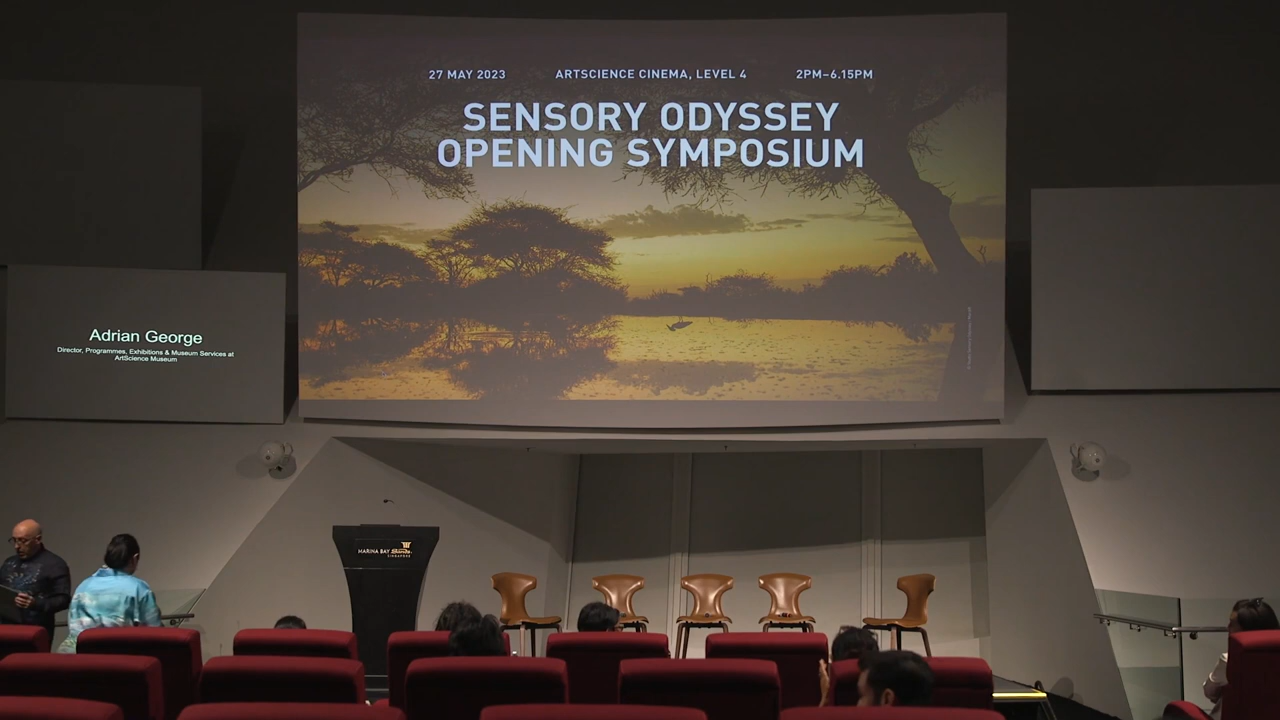 27 MAY 2023 ARTSCIENCE CINEMA, LEVEL 4 2PM–6.15PM
SENSORY ODYSSEY
OPENING SYMPOSIUM
Adrian George
Director, Programmes, Exhibitions & Museum Services at
ArtScience Museum
MARINA BAY Sands
SINGAPORE